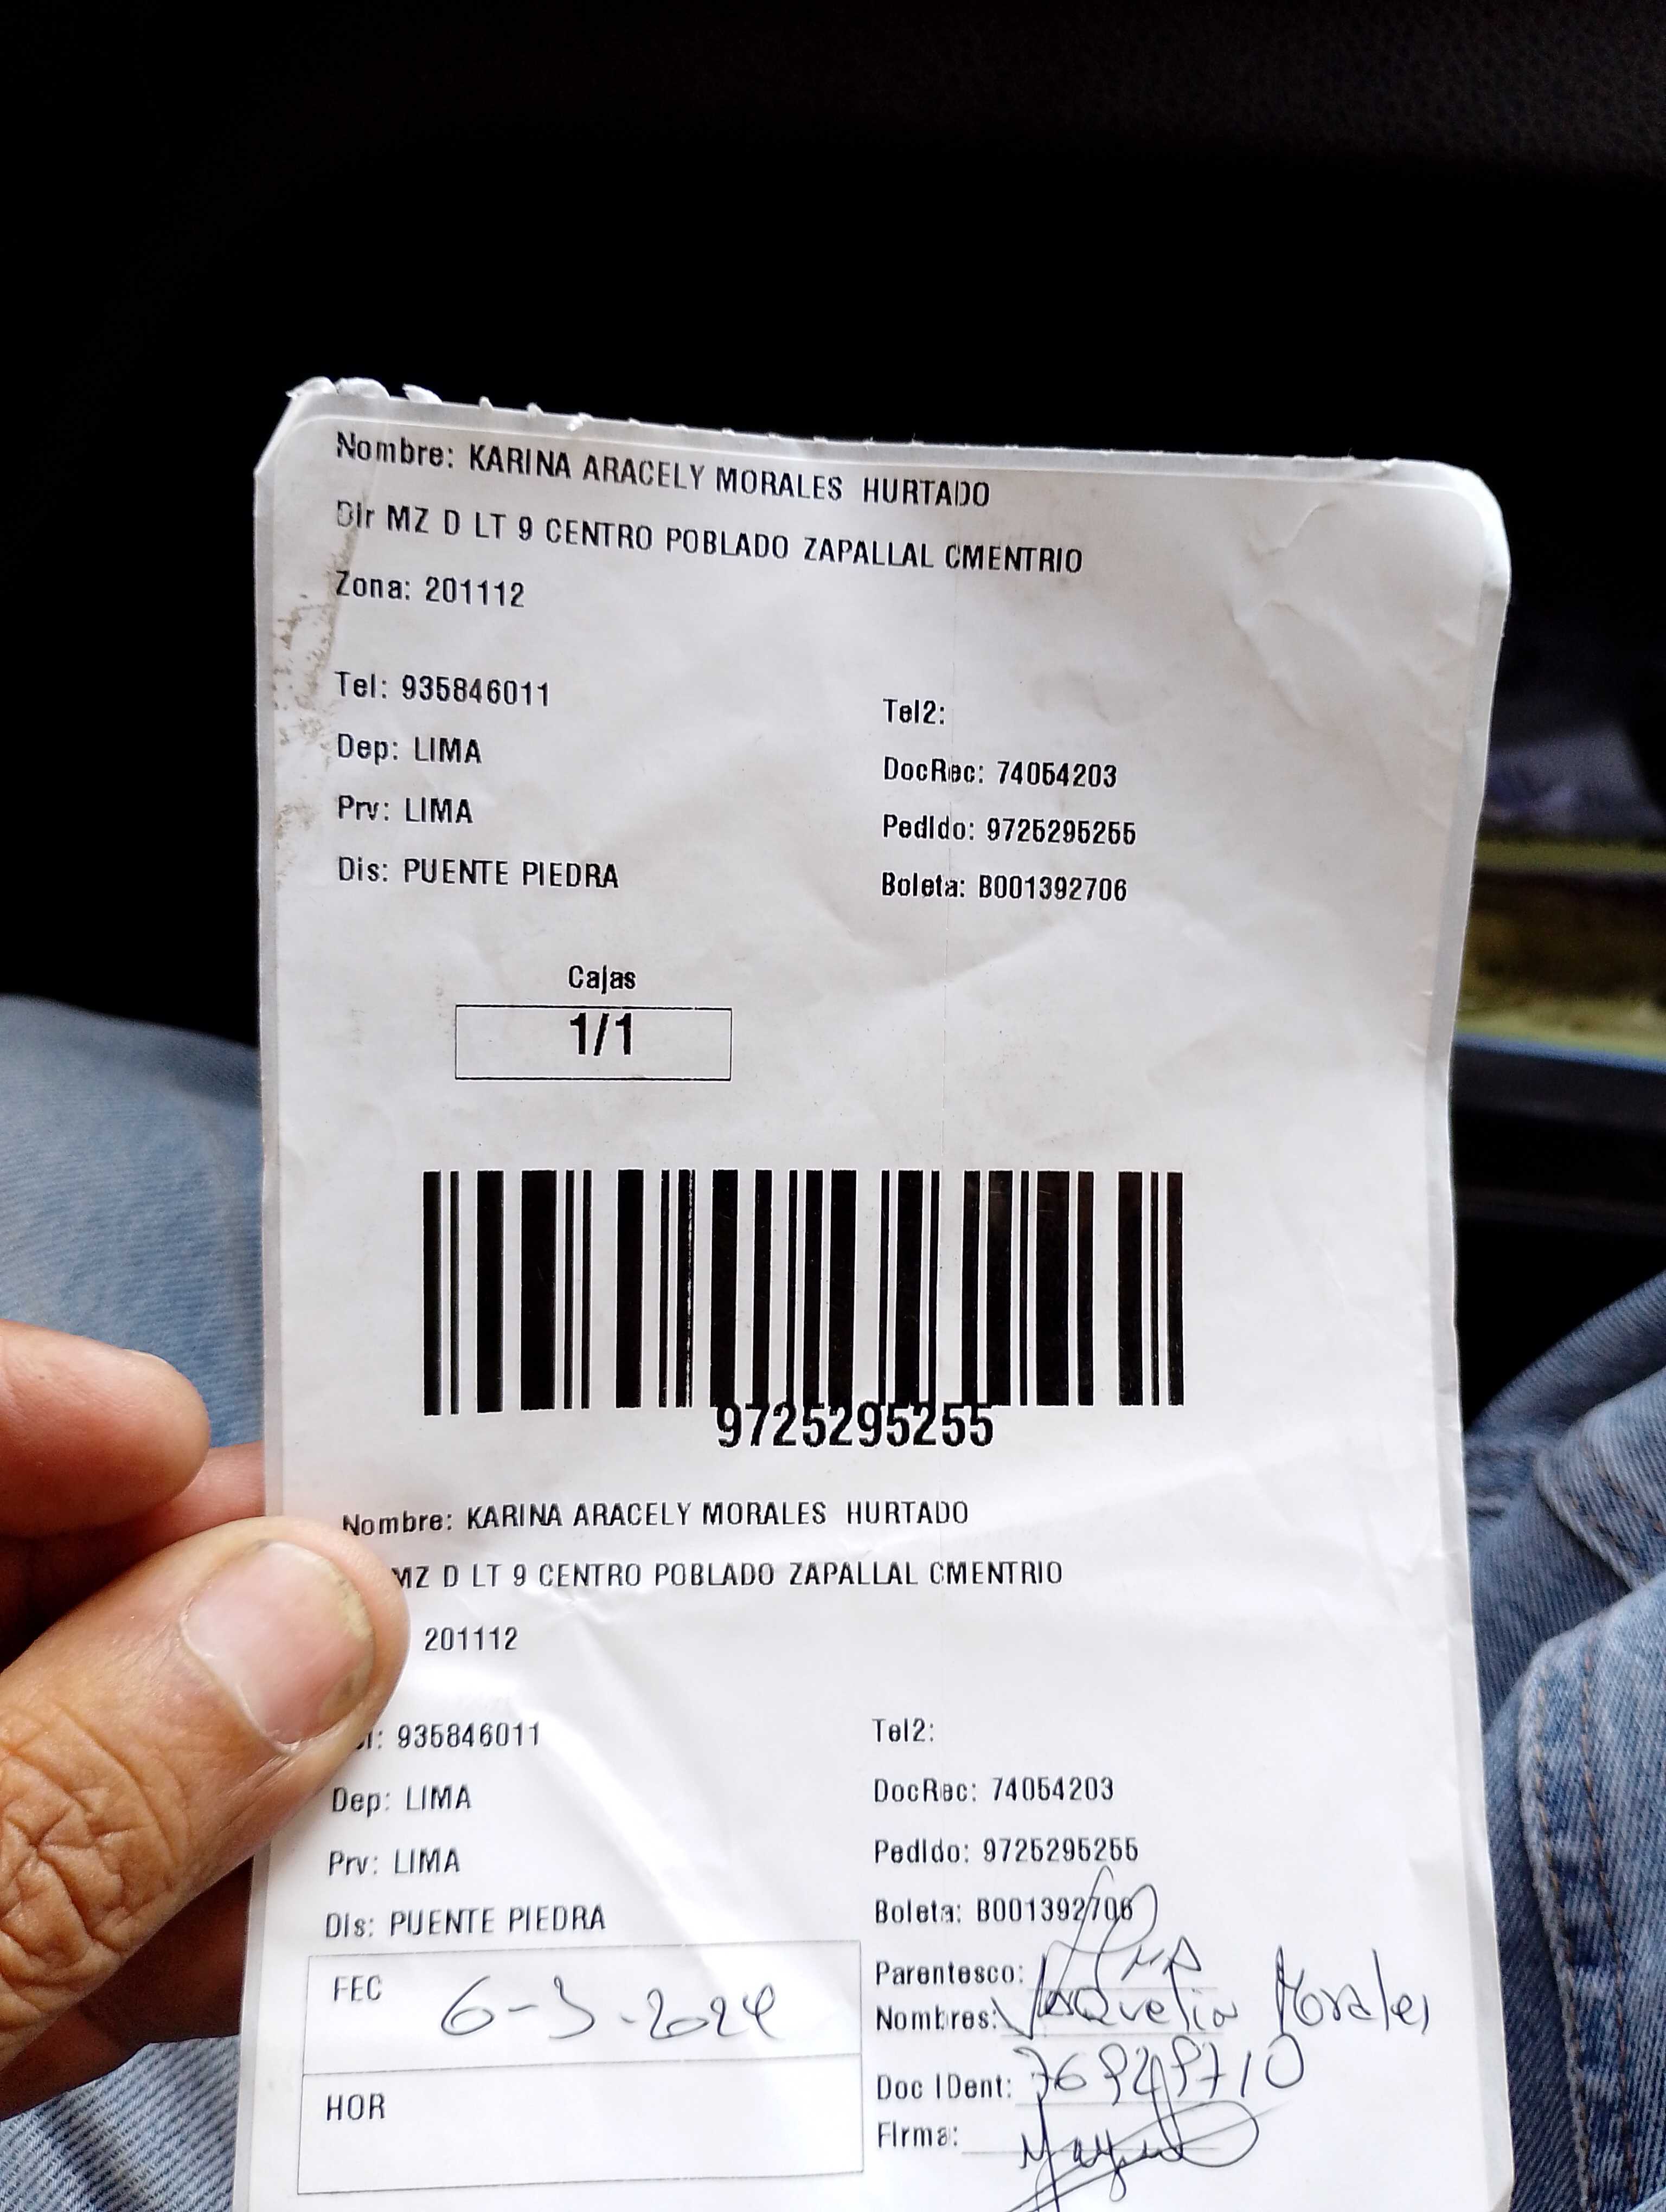 Nombre: KARINA ARACELY MORALES HURTADO
Dir MZ D LT 9 CENTRO POBLADO ZAPALLAL CMENTRIO
Zona: 201112
Tel: 935846011
Tel2:
Dep: LIMA
DocRec: 74054203
Prv: LIMA
Pedido: 9725295255
Dis: PUENTE PIEDRA
Boleta: B001392706
Cajas
1/1
9725295255
Nombre: KARINA ARACELY MORALES HURTADO
MZ D LT 9 CENTRO POBLADO ZAPALLAL CMENTRIO
201112
: 935846011
Tel2:
Dep: LIMA
DocRec: 74054203
Prv: LIMA
Pedido: 9725295255
Dis: PUENTE PIEDRA
Boleta: B001392706
FEC 6-3-2024
Parentesco:
Nombres: Morales
HOR
Doc IDent:
Firma: